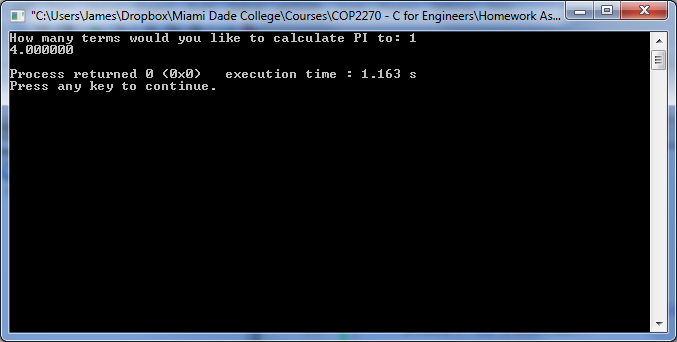 "C:\Users\James\Dropbox\Miami Dade College\Courses\COP2270 - C for Engineers\Homework As...
How many terms would you like to calculate PI to: 1
4.000000
Process returned 0 (0x0)   execution time : 1.163 s
Press any key to continue.